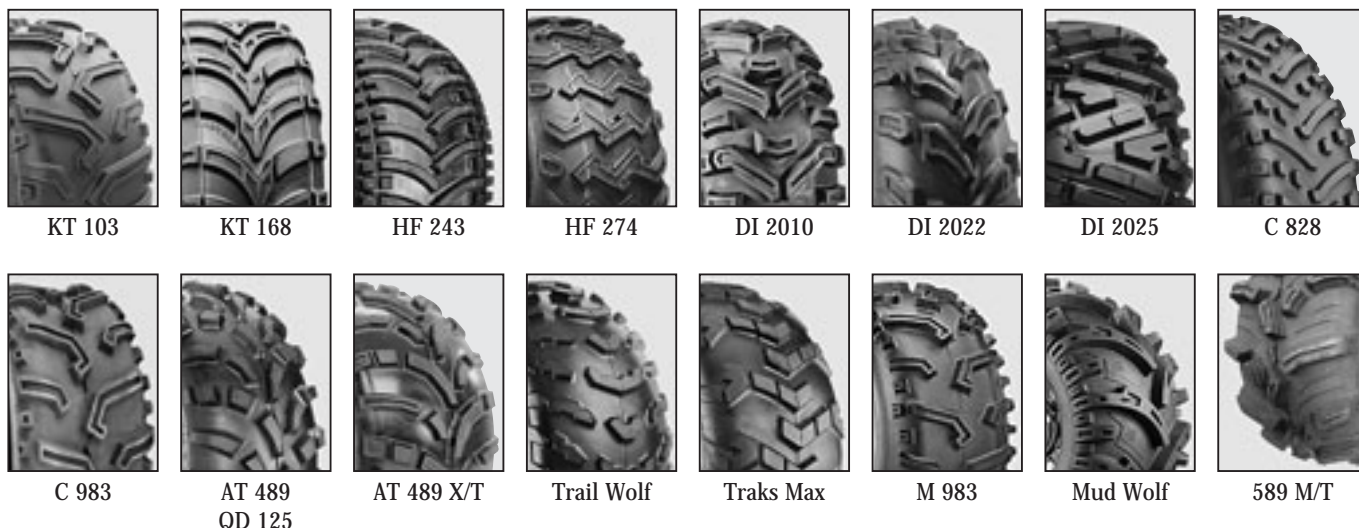 KT 103
KT 168
HF 243
HF 274
DI 2010
DI 2022
DI 2025
C 828
C 983
AT 489
QD 125
AT 489 X/T
Trail Wolf
Traks Max
M 983
Mud Wolf
589 M/T